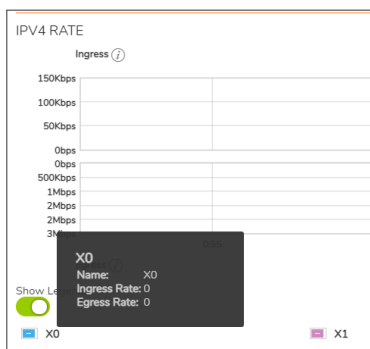 IPV4 RATE
Ingress i
150Kbps
100Kbps
50Kbps
0bps
0bps
500Kbps
1Mbps
2Mbps
2Mbps
3Mbps
X0
Name: X0
Show Ingress Rate: 0
Egress Rate: 0
X0
X1